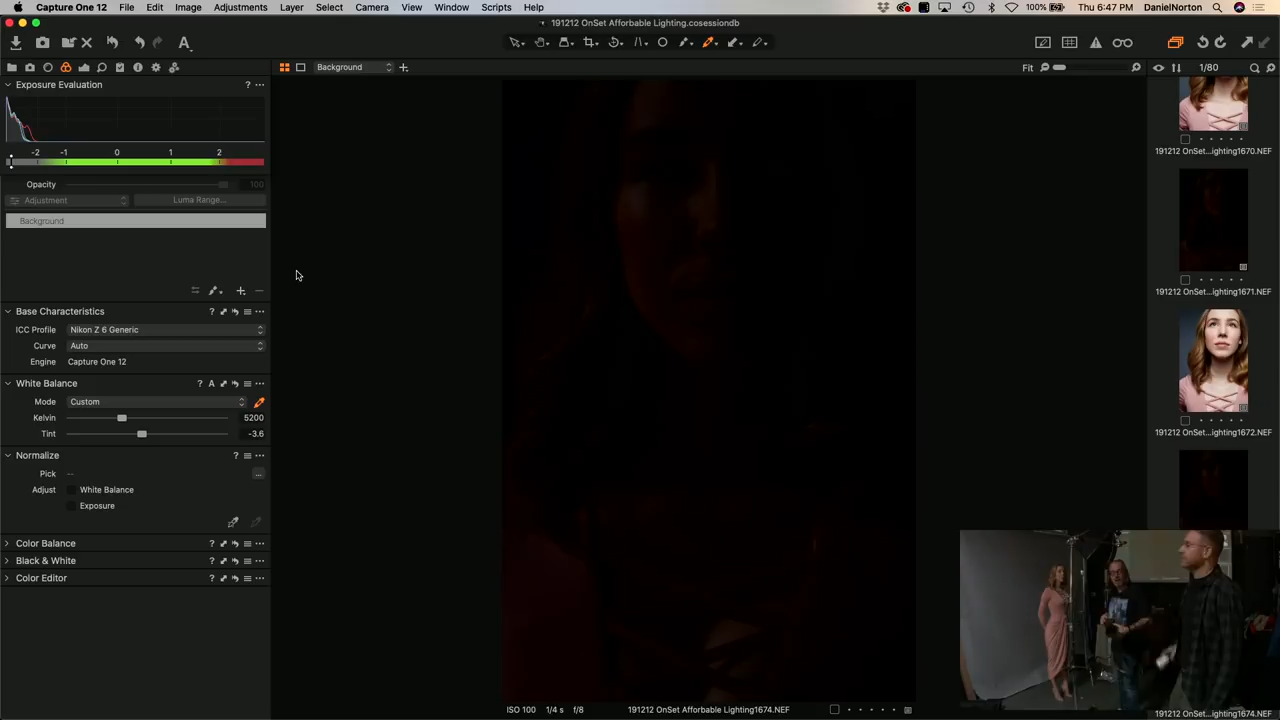 Capture One 12 File Edit View Image Adjustments Layer Select Camera Window Scripts Help 100% Thu 6:47 PM DanielNorton
191212 OnSet Afforbable Lighting.cosessiondb
Background Fit 1/80
Exposure Evaluation ? ...
-2 -1 0 1 2
Opacity 100
Adjustment Luma Range...
Background
Base Characteristics ? ...
ICC Profile Nikon Z 6 Generic
Curve Auto
Engine Capture One 12
White Balance ? A ...
Mode Custom
Kelvin 5200
Tint -3.6
Normalize ? ...
Pick -- ...
Adjust White Balance
Exposure
Color Balance ? ...
Black & White ? ...
Color Editor ? ...
191212 OnSet...ighting1670.NEF
191212 OnSet...ighting1671.NEF
191212 OnSet...ighting1672.NEF
ISO 100 1/4 s f/8 191212 OnSet Afforbable Lighting1674.NEF
191212 OnSet...ighting1674.NEF